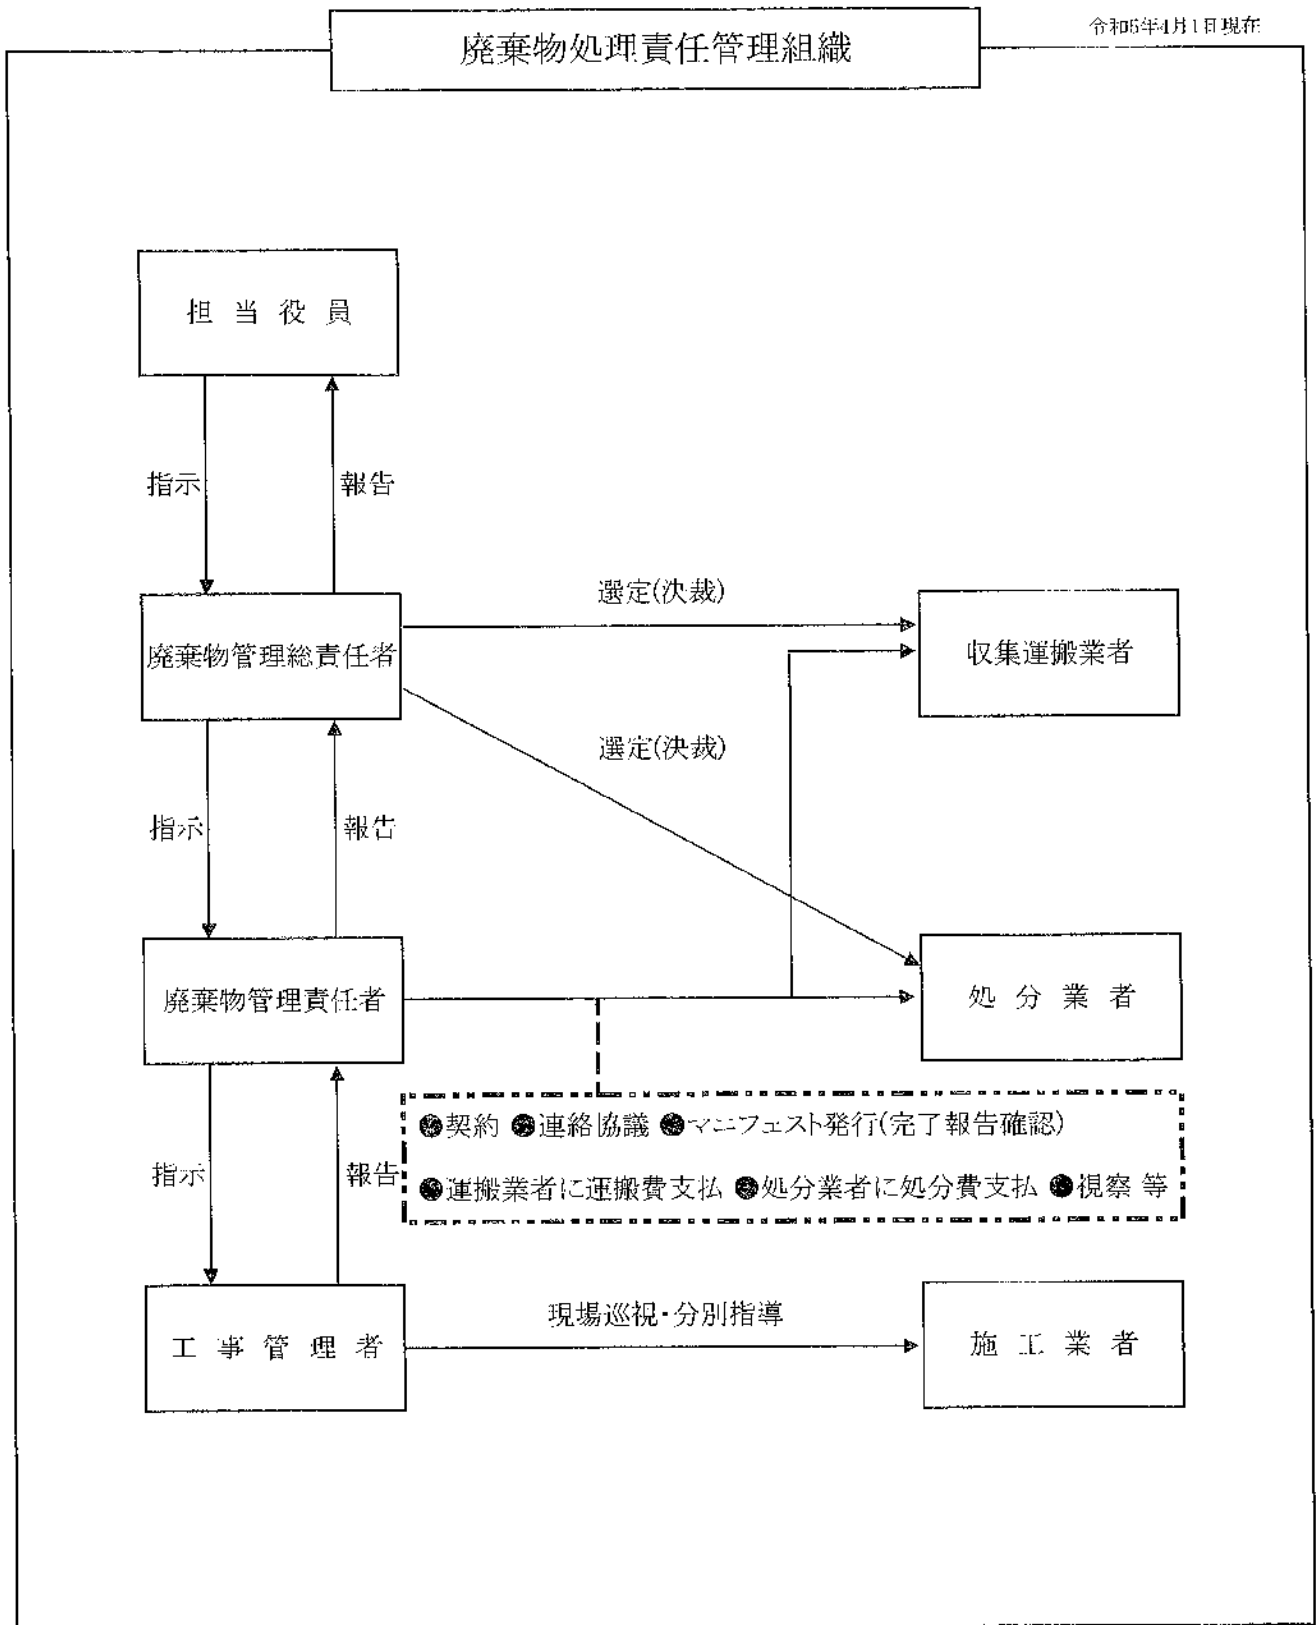 廃棄物処理責任管理組織
令和5年4月1日現在
担当役員
指示
報告
選定(決裁)
廃棄物管理総責任者
収集運搬業者
選定(決裁)
指示
報告
廃棄物管理責任者
処分業者
●契約 ●連絡協議 ●マニフェスト発行(完了報告確認)
指示
報告
●運搬業者に運搬費支払 ●処分業者に処分費支払 ●視察 等
現場巡視・分別指導
工事管理者
施工業者